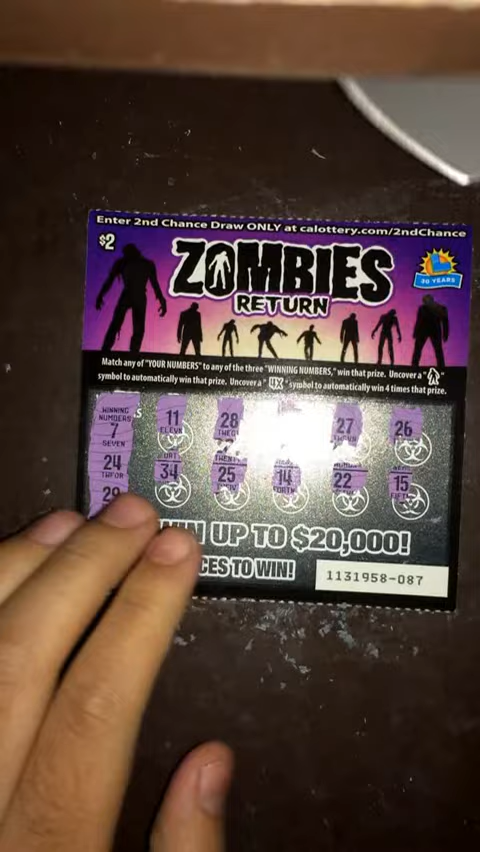 Enter 2nd Chance Draw ONLY at calottery.com/2ndChance
$2
ZOMBIES
RETURN
30 YEARS
Match any of "YOUR NUMBERS" to any of the three "WINNING NUMBERS," win that prize. Uncover a " "
symbol to automatically win that prize. Uncover a "4X" symbol to automatically win 4 times that prize.
WINNING
NUMBERS
7 11 28 27 26
SEVEN
24 34 25 14 22 15
TWFOR
29
UP TO $20,000!
TO WIN!
1131958-087